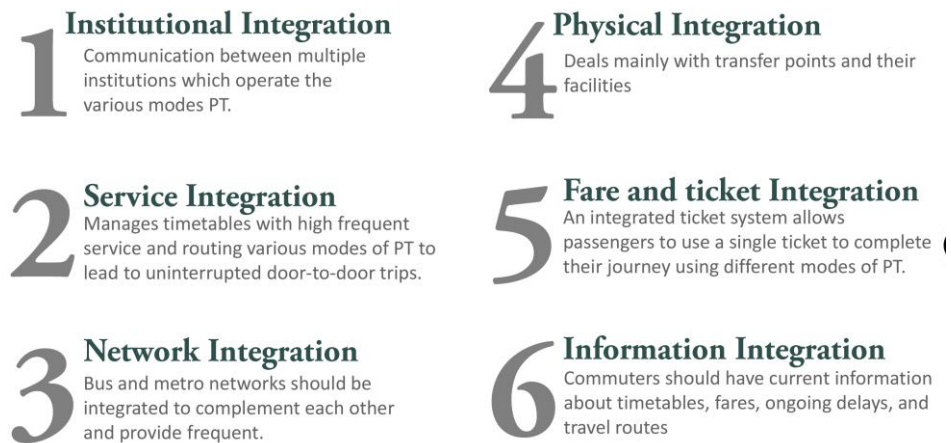 1
Institutional Integration
Communication between multiple
institutions which operate the
various modes PT.
2
Service Integration
Manages timetables with high frequent
service and routing various modes of PT to
lead to uninterrupted door-to-door trips.
3
Network Integration
Bus and metro networks should be
integrated to complement each other
and provide frequent.
4
Physical Integration
Deals mainly with transfer points and their
facilities
5
Fare and ticket Integration
An integrated ticket system allows
passengers to use a single ticket to complete
their journey using different modes of PT.
6
Information Integration
Commuters should have current information
about timetables, fares, ongoing delays, and
travel routes